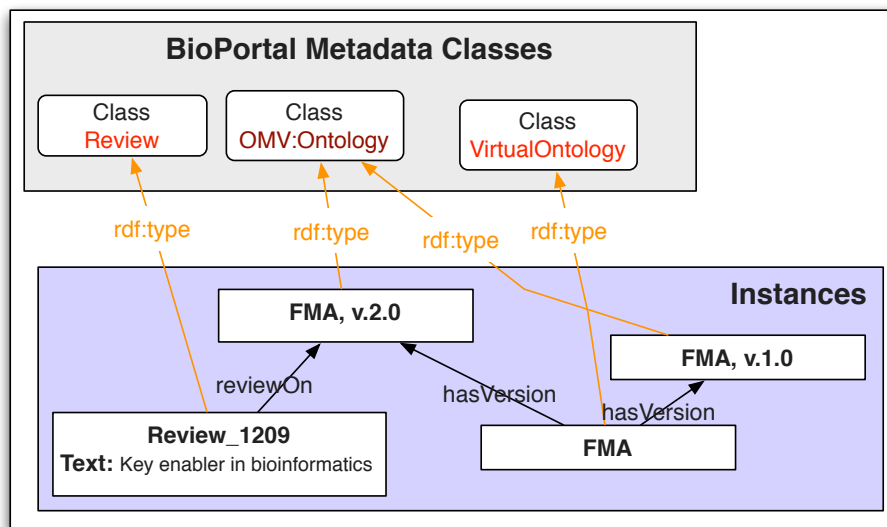 BioPortal Metadata Classes
Class
Review
Class
OMV:Ontology
Class
VirtualOntology
rdf:type
rdf:type
rdf:type
rdf:type
Instances
FMA, v.2.0
FMA, v.1.0
reviewOn
hasVersion
hasVersion
Review_1209
Text: Key enabler in bioinformatics
FMA